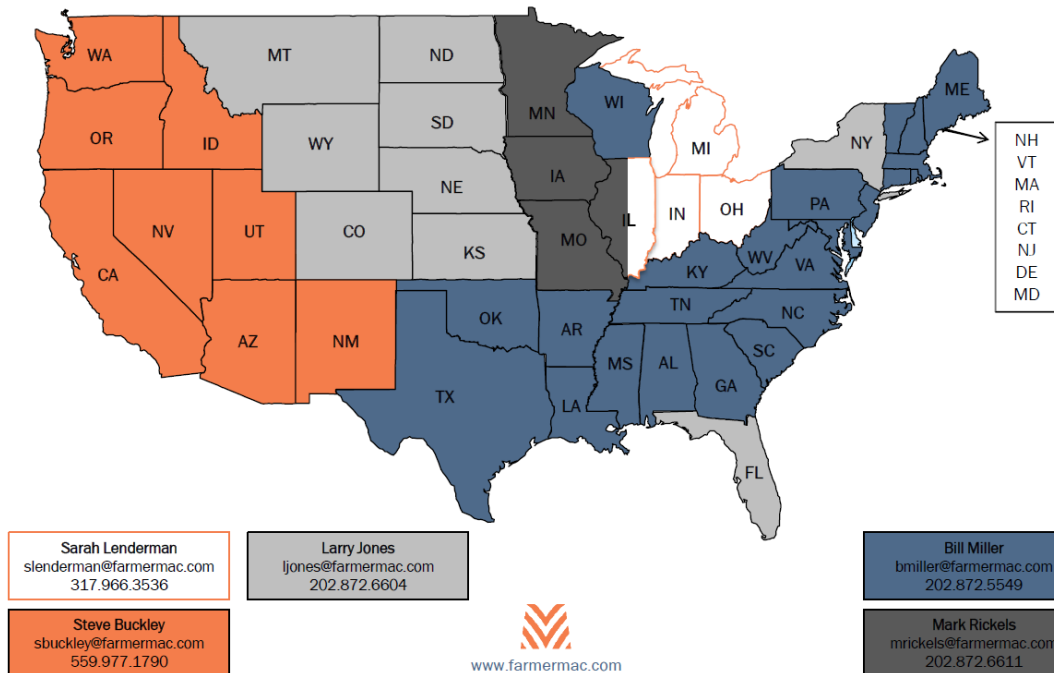 WA
MT
ND
MN
WI
ME
OR
ID
WY
SD
MI
NY
NH
VT
MA
RI
CT
NJ
DE
MD
NE
IA
PA
NV
UT
CO
KS
MO
IL
IN
OH
WV
VA
CA
KY
AZ
NM
OK
AR
TN
NC
SC
TX
LA
MS
AL
GA
FL
Sarah Lenderman
slenderman@farmermac.com
317.966.3536
Larry Jones
ljones@farmermac.com
202.872.6604
Bill Miller
bmiller@farmermac.com
202.872.5549
Steve Buckley
sbuckley@farmermac.com
559.977.1790
www.farmermac.com
Mark Rickels
mrickels@farmermac.com
202.872.6611